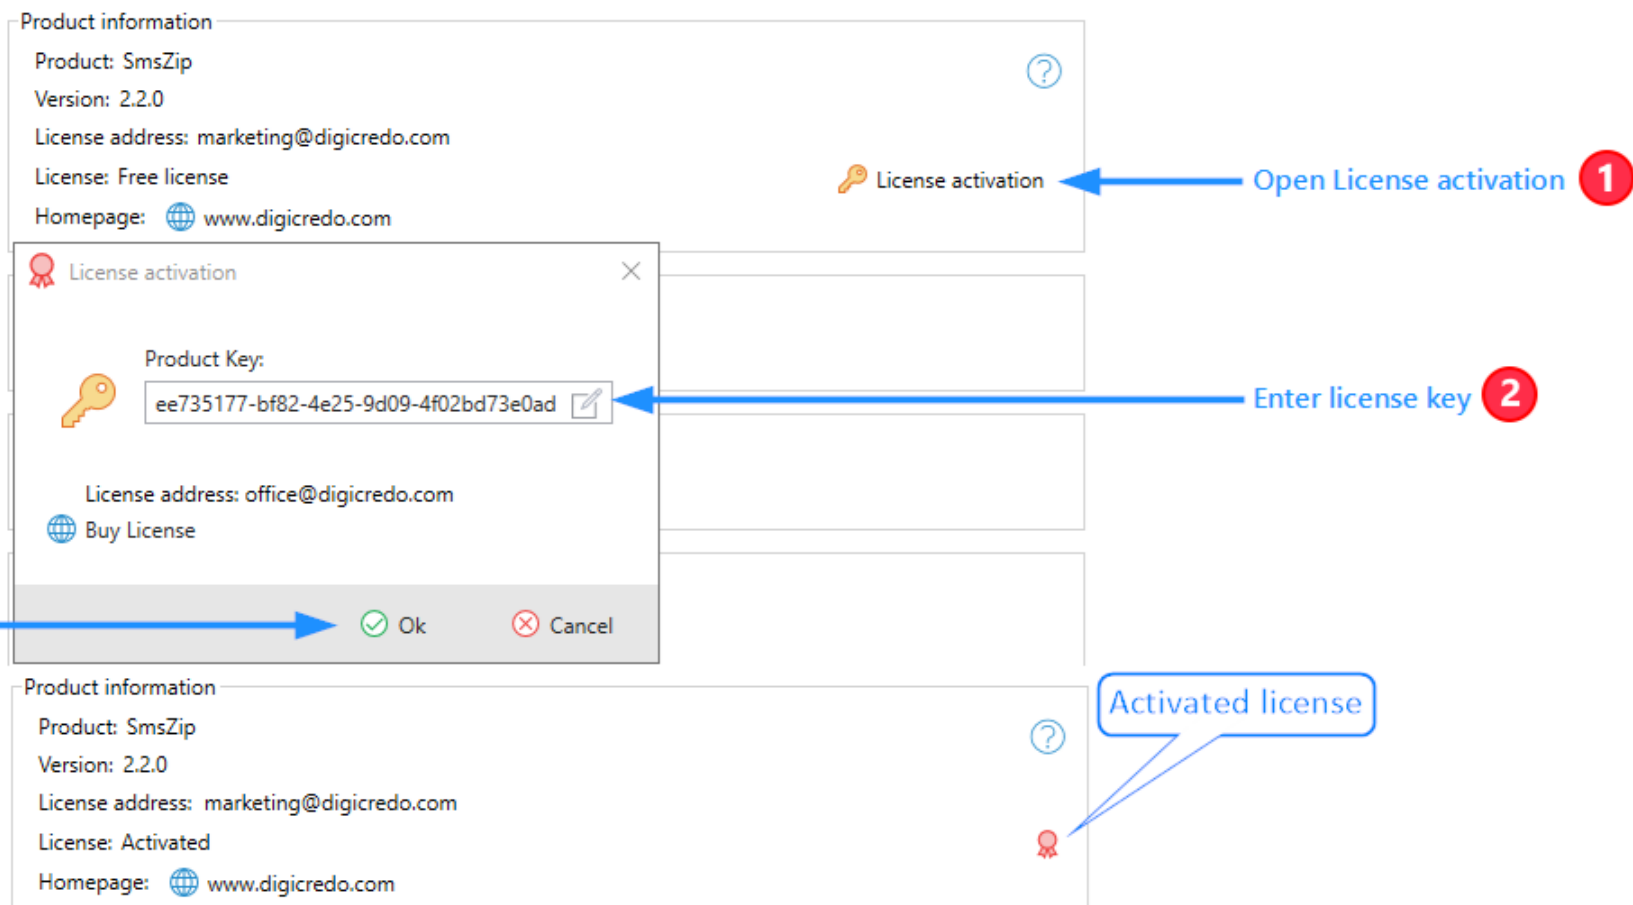 Product information
Product: SmsZip
Version: 2.2.0
License address: marketing@digicredo.com
License: Free license
License activation
Open License activation 1
Homepage: www.digicredo.com
License activation
Product Key:
ee735177-bf82-4e25-9d09-4f02bd73e0ad
Enter license key 2
License address: office@digicredo.com
Buy License
Ok
Cancel
Product information
Activated license
Product: SmsZip
Version: 2.2.0
License address: marketing@digicredo.com
License: Activated
Homepage: www.digicredo.com